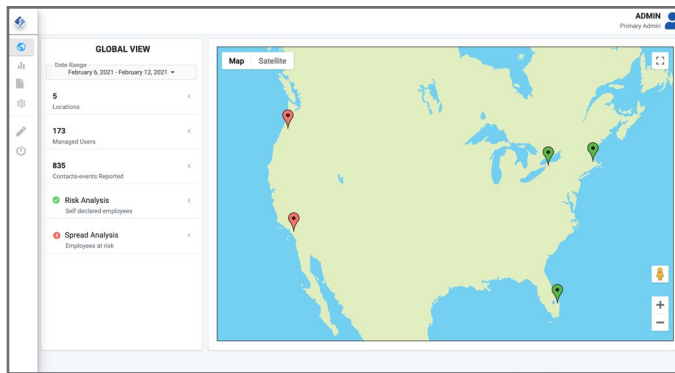 ADMIN
Primary Admin
GLOBAL VIEW
Date Range
February 6, 2021 - February 12, 2021
5
Locations
173
Managed Users
835
Contacts-events Reported
Risk Analysis
Self declared employees
Spread Analysis
Employees at risk
Map Satellite